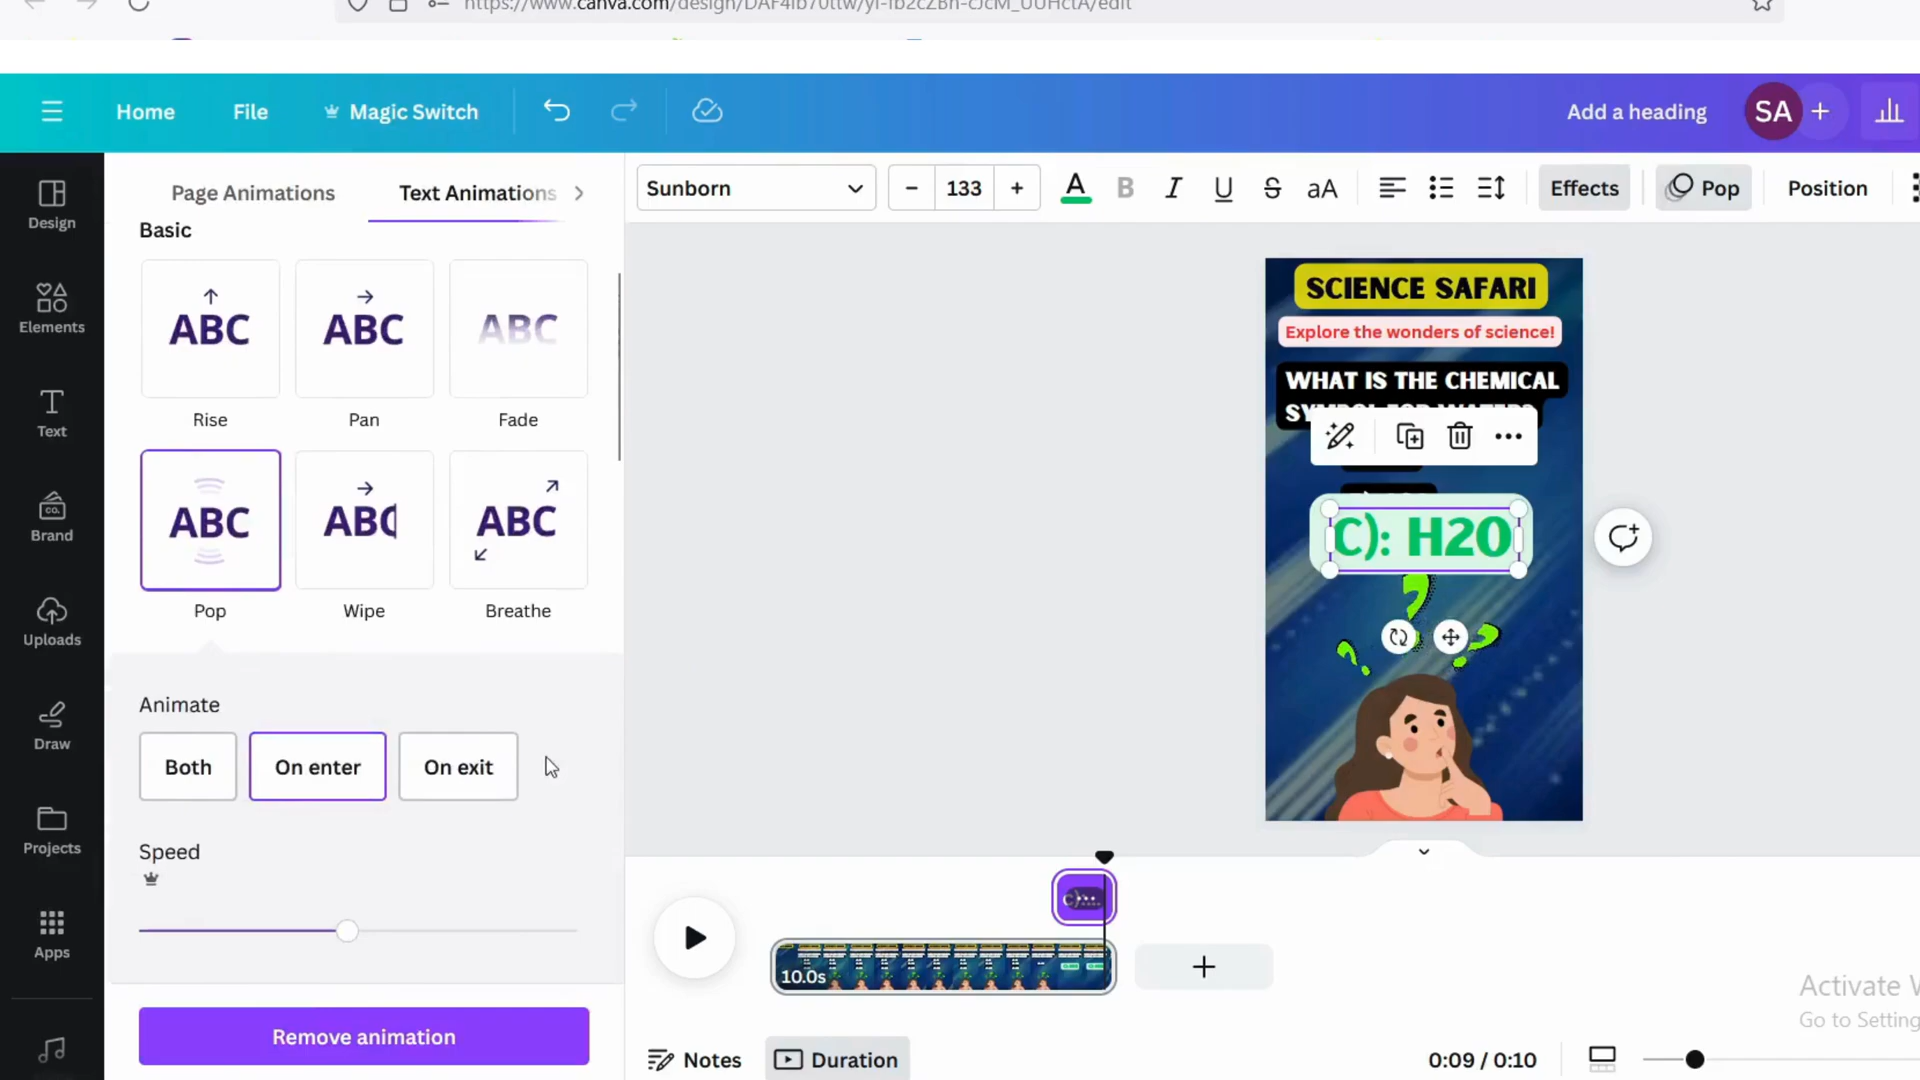 Home File Magic Switch Add a heading SA +
Page Animations Text Animations
Sunborn − 133 + A B I U S aA Effects Pop Position
Design
Elements
Text
Brand
Uploads
Draw
Projects
Apps
Basic
ABC ABC ABC
Rise Pan Fade
ABC ABC ABC
Pop Wipe Breathe
Animate
Both On enter On exit
Speed
Remove animation
SCIENCE SAFARI
Explore the wonders of science!
WHAT IS THE CHEMICAL
C): H2O
10.0s
+
Notes Duration 0:09 / 0:10
Activate
Go to Setting